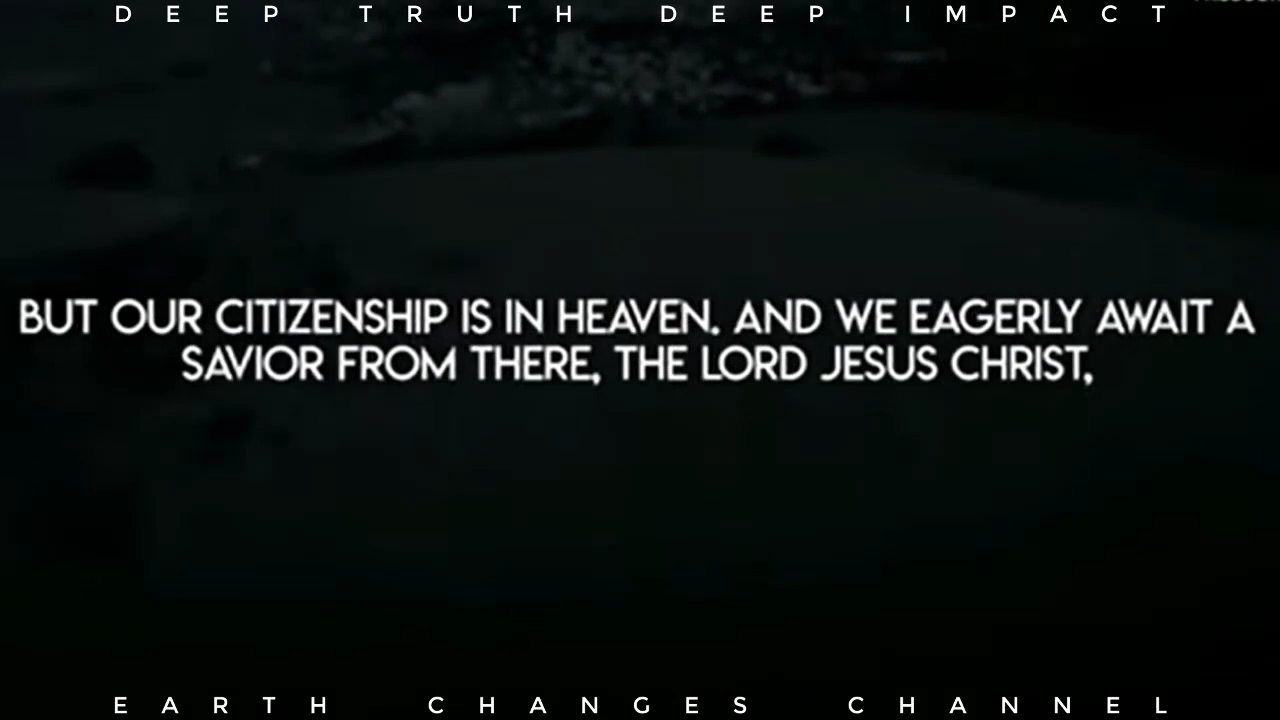 DEEP TRUTH DEEP IMPACT
BUT OUR CITIZENSHIP IS IN HEAVEN. AND WE EAGERLY AWAIT A
SAVIOR FROM THERE, THE LORD JESUS CHRIST,
EARTH CHANGES CHANNEL